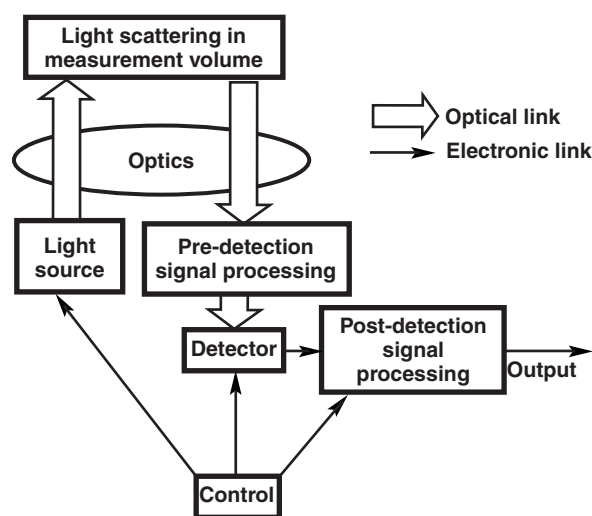 Light scattering in
measurement volume
Optical link
Electronic link
Optics
Light
source
Pre-detection
signal processing
Detector
Post-detection
signal
processing
Output
Control